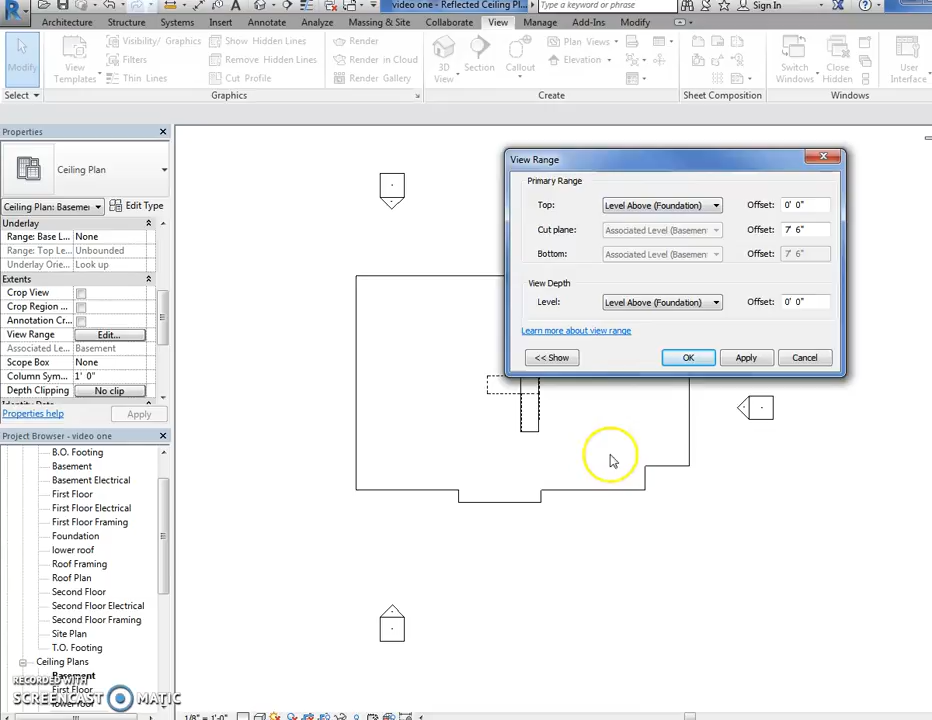 video one - Reflected Ceiling Pl...
Type a keyword or phrase
Sign In
Architecture Structure Systems Insert Annotate Analyze Massing & Site Collaborate View Manage Add-Ins Modify
Modify
View Templates
Visibility/ Graphics
Filters
Thin Lines
Show Hidden Lines
Remove Hidden Lines
Cut Profile
Render
Render in Cloud
Render Gallery
3D View
Section
Callout
Plan Views
Elevation
Switch Windows
Close Hidden
User Interface
Select
Graphics
Create
Sheet Composition
Windows
Properties
Ceiling Plan
Ceiling Plan: Baseme
Edit Type
Underlay
Range: Base L... None
Range: Top Le... Unbounded
Underlay Orie... Look up
Extents
Crop View
Crop Region ...
Annotation Cr...
View Range Edit...
Associated Level Basement
Scope Box None
Column Sym... 1' 0"
Depth Clipping No clip
Properties help
Apply
Project Browser - video one
B.O. Footing
Basement
Basement Electrical
First Floor
First Floor Electrical
First Floor Framing
Foundation
lower roof
Roof Framing
Roof Plan
Second Floor
Second Floor Electrical
Second Floor Framing
Site Plan
T.O. Footing
Ceiling Plans
Basement
First Floor
RECORDED WITH
SCREENCAST MATIC
1/8" = 1'-0"
View Range
Primary Range
Top: Level Above (Foundation) Offset: 0' 0"
Cut plane: Associated Level (Basemen Offset: 7' 6"
Bottom: Associated Level (Basemen Offset: 7' 6"
View Depth
Level: Level Above (Foundation) Offset: 0' 0"
Learn more about view range
<< Show
OK
Apply
Cancel